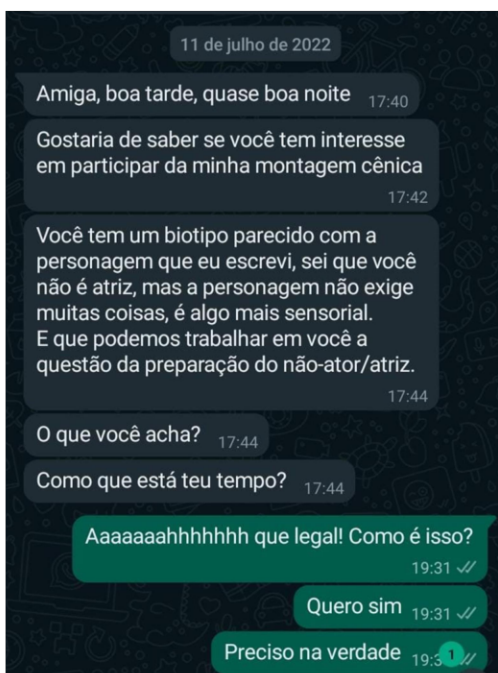 11 de julho de 2022
Amiga, boa tarde, quase boa noite 17:40
Gostaria de saber se você tem interesse
em participar da minha montagem cênica
17:42
Você tem um biotipo parecido com a
personagem que eu escrevi, sei que você
não é atriz, mas a personagem não exige
muitas coisas, é algo mais sensorial.
E que podemos trabalhar em você a
questão da preparação do não-ator/atriz.
17:44
O que você acha? 17:44
Como que está teu tempo? 17:44
Aaaaaaahhhhhhh que legal! Como é isso?
19:31
Quero sim 19:31
Preciso na verdade
1